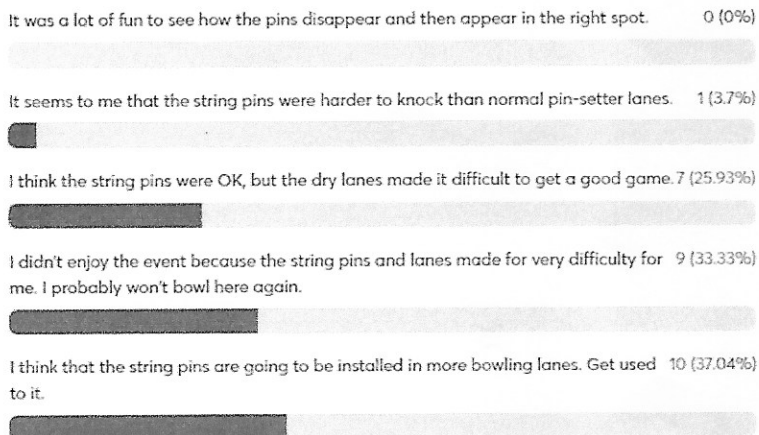 It was a lot of fun to see how the pins disappear and then appear in the right spot. 0 (0%)
It seems to me that the string pins were harder to knock than normal pin-setter lanes. 1 (3.7%)
I think the string pins were OK, but the dry lanes made it difficult to get a good game. 7 (25.93%)
I didn't enjoy the event because the string pins and lanes made for very difficulty for 9 (33.33%)
me. I probably won't bowl here again.
I think that the string pins are going to be installed in more bowling lanes. Get used 10 (37.04%)
to it.